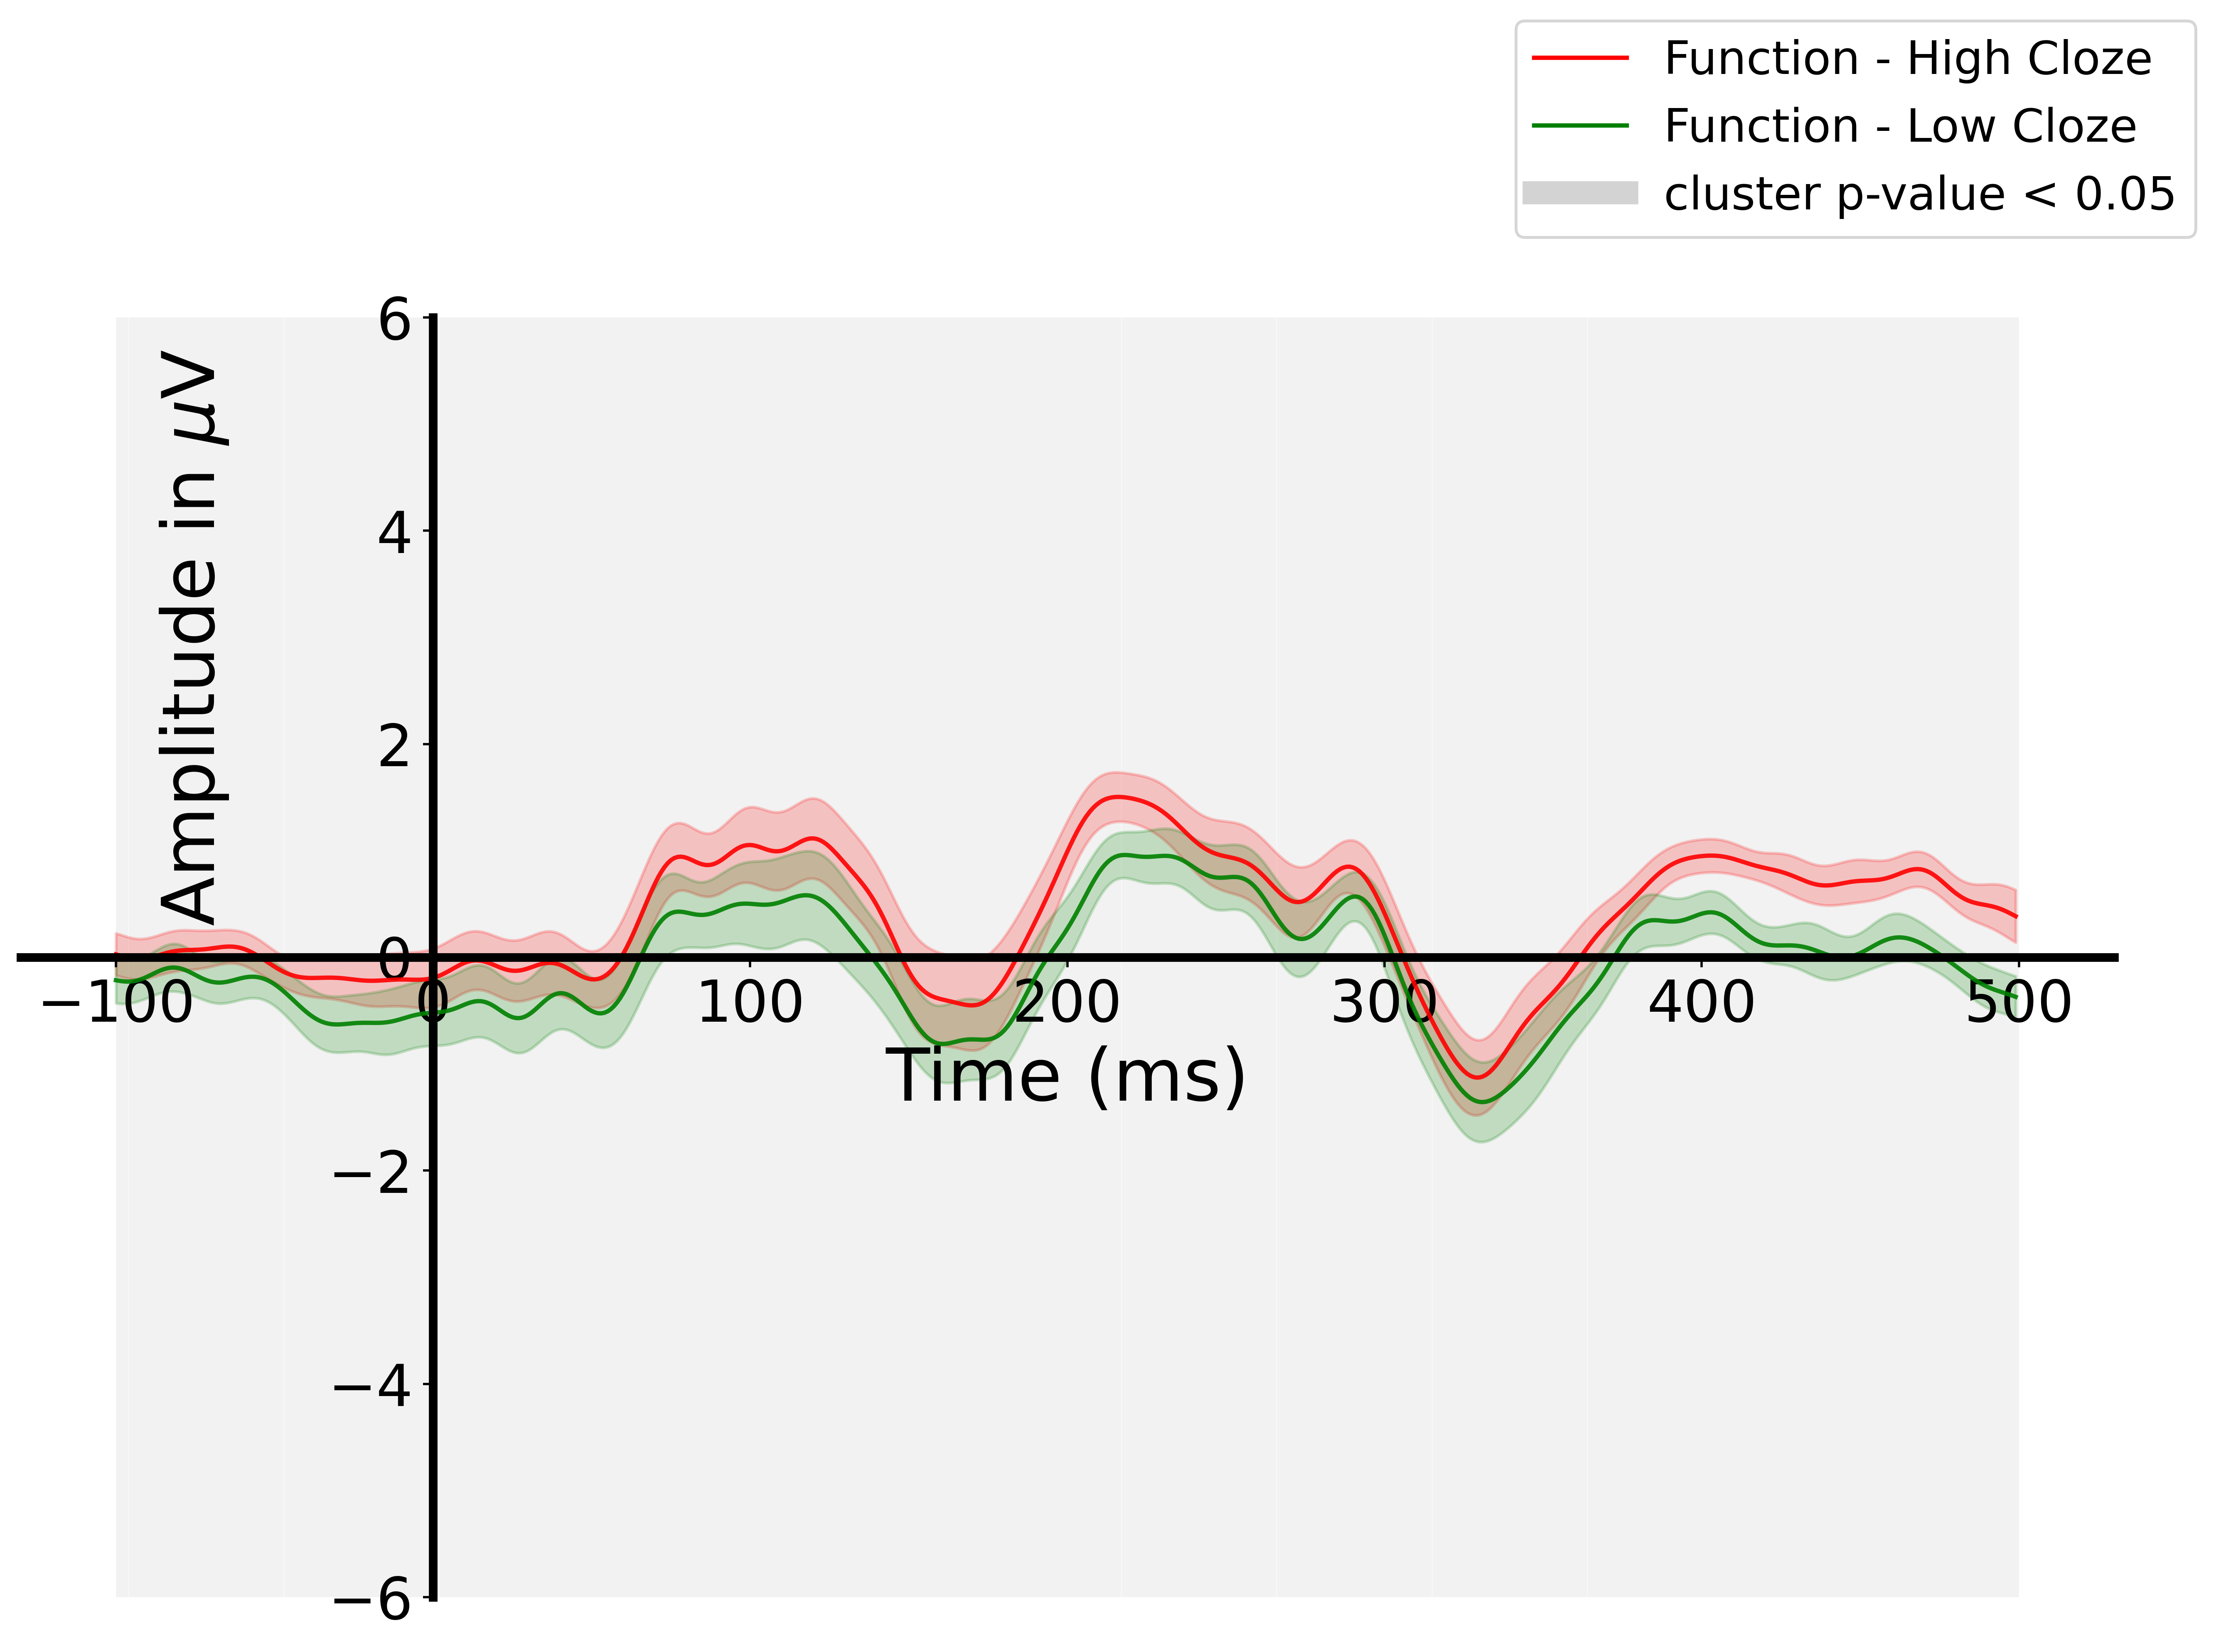 Function - High Cloze
Function - Low Cloze
cluster p-value < 0.05
6
4
2
0
−2
−4
−6
Amplitude in µV
−100
0
100
200
300
400
500
Time (ms)